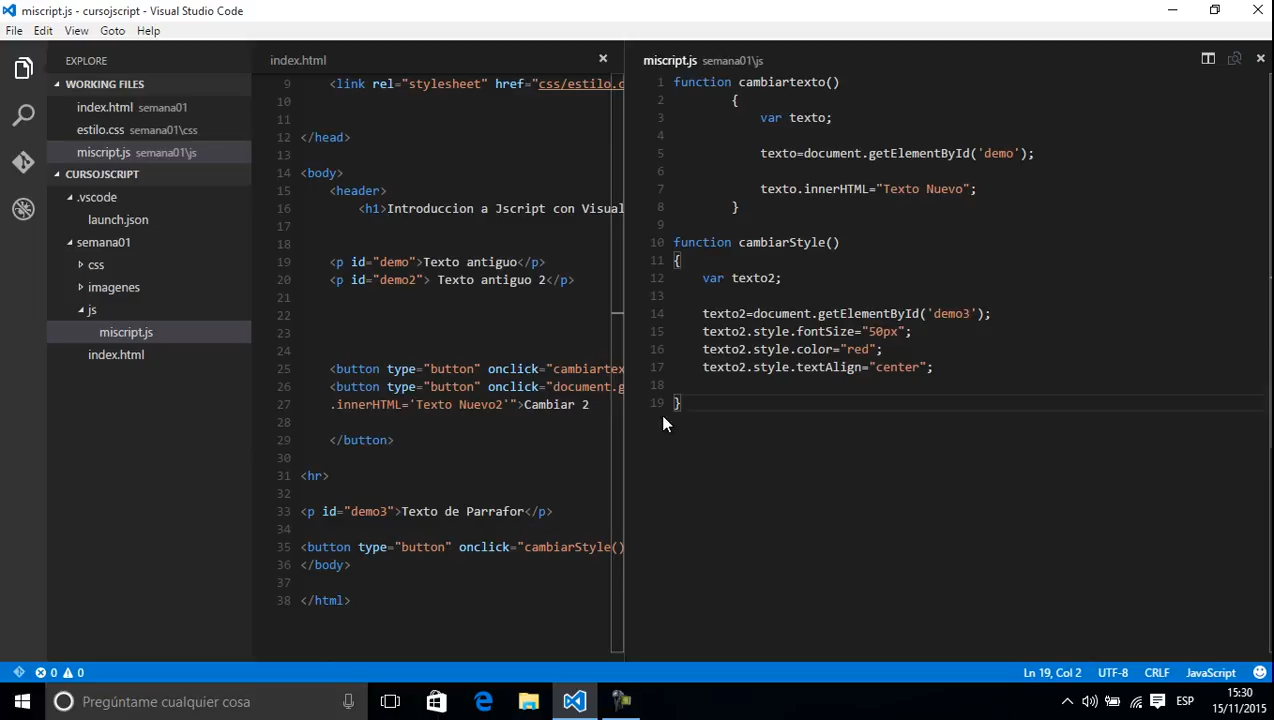 miscript.js - cursojscript - Visual Studio Code
File Edit View Goto Help
EXPLORE
WORKING FILES
index.html semana01
estilo.css semana01\css
miscript.js semana01\js
CURSOJSCRIPT
.vscode
launch.json
semana01
css
imagenes
js
miscript.js
index.html
index.html
9 <link rel="stylesheet" href="css/estilo.c
10
11
12 </head>
13
14 <body>
15 <header>
16 <h1>Introduccion a Jscript con Visual
17
18
19 <p id="demo">Texto antiguo</p>
20 <p id="demo2"> Texto antiguo 2</p>
21
22
23
24
25 <button type="button" onclick="cambiartex
26 <button type="button" onclick="document.g
27 .innerHTML='Texto Nuevo2'">Cambiar 2
28
29 </button>
30
31 <hr>
32
33 <p id="demo3">Texto de Parrafor</p>
34
35 <button type="button" onclick="cambiarStyle()
36 </body>
37
38 </html>
miscript.js semana01\js
1 function cambiartexto()
2 {
3 var texto;
4
5 texto=document.getElementById('demo');
6
7 texto.innerHTML="Texto Nuevo";
8 }
9
10 function cambiarStyle()
11 {
12 var texto2;
13
14 texto2=document.getElementById('demo3');
15 texto2.style.fontSize="50px";
16 texto2.style.color="red";
17 texto2.style.textAlign="center";
18
19 }
0 0
Ln 19, Col 2 UTF-8 CRLF JavaScript
Pregúntame cualquier cosa
ESP
15:30
15/11/2015